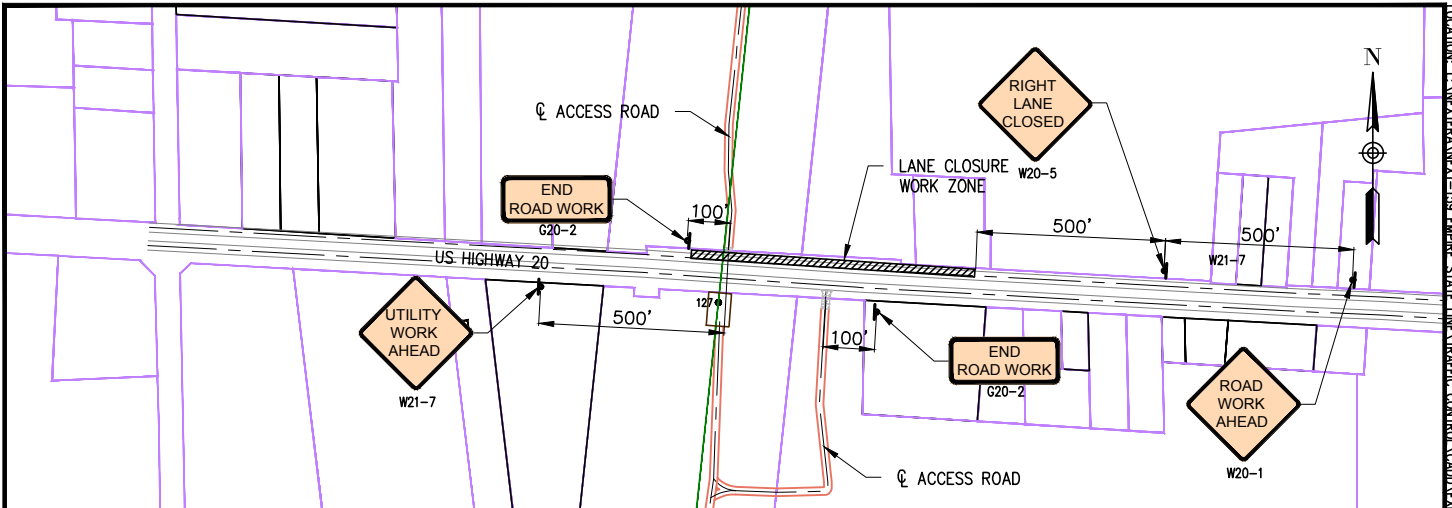 ℄ ACCESS ROAD
RIGHT
LANE
CLOSED
W20-5
N
LANE CLOSURE
WORK ZONE
END
ROAD WORK
G20-2
100'
500'
500'
W21-7
US HIGHWAY 20
UTILITY
WORK
AHEAD
W21-7
500'
127
100'
END
ROAD WORK
G20-2
ROAD
WORK
AHEAD
W20-1
℄ ACCESS ROAD